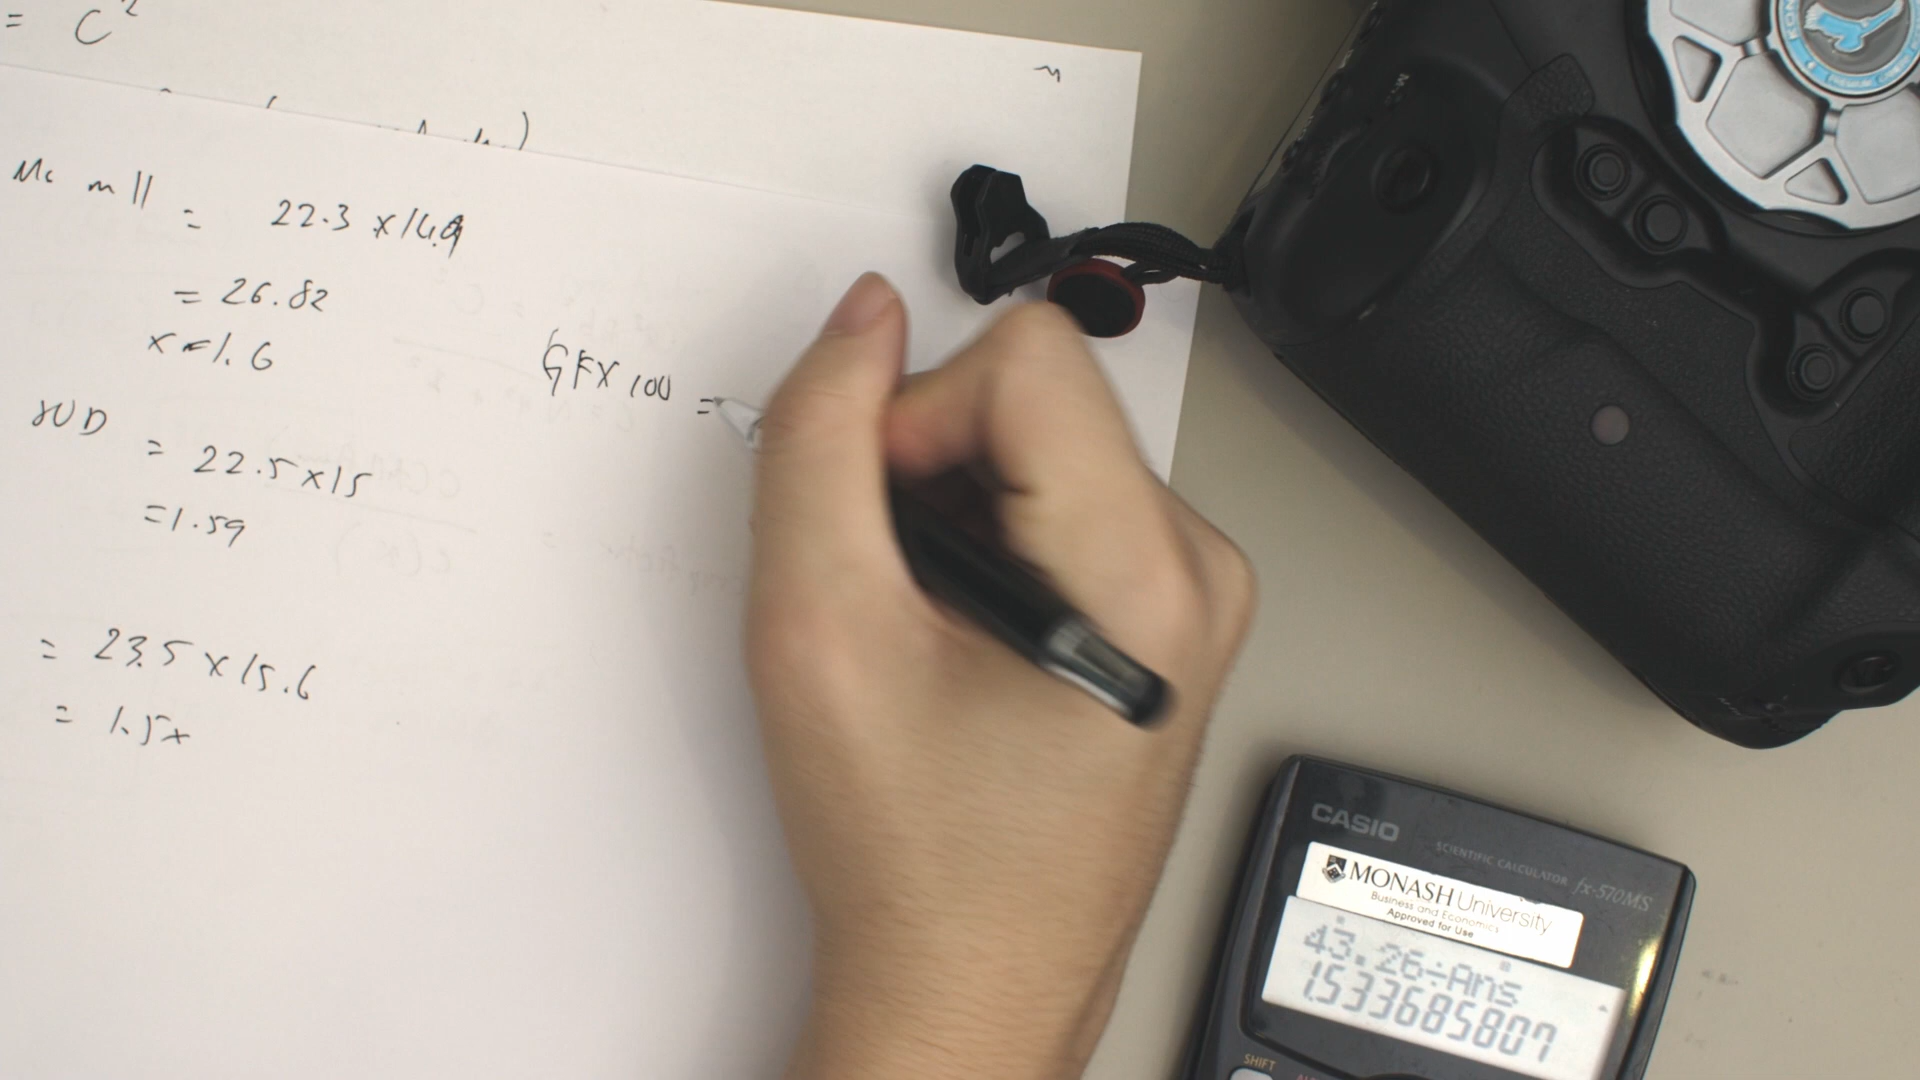 = C²
= 22.3 x 14.9
= 26.82
x = 1.6
GFX 100 =
= 22.5 x 15
= 1.59
= 23.5 x 15.6
= 1.5x
CASIO
SCIENTIFIC CALCULATOR fx-570MS
MONASH University
Business and Economics
Approved for Use
43.26÷Ans
1.533685807
SHIFT